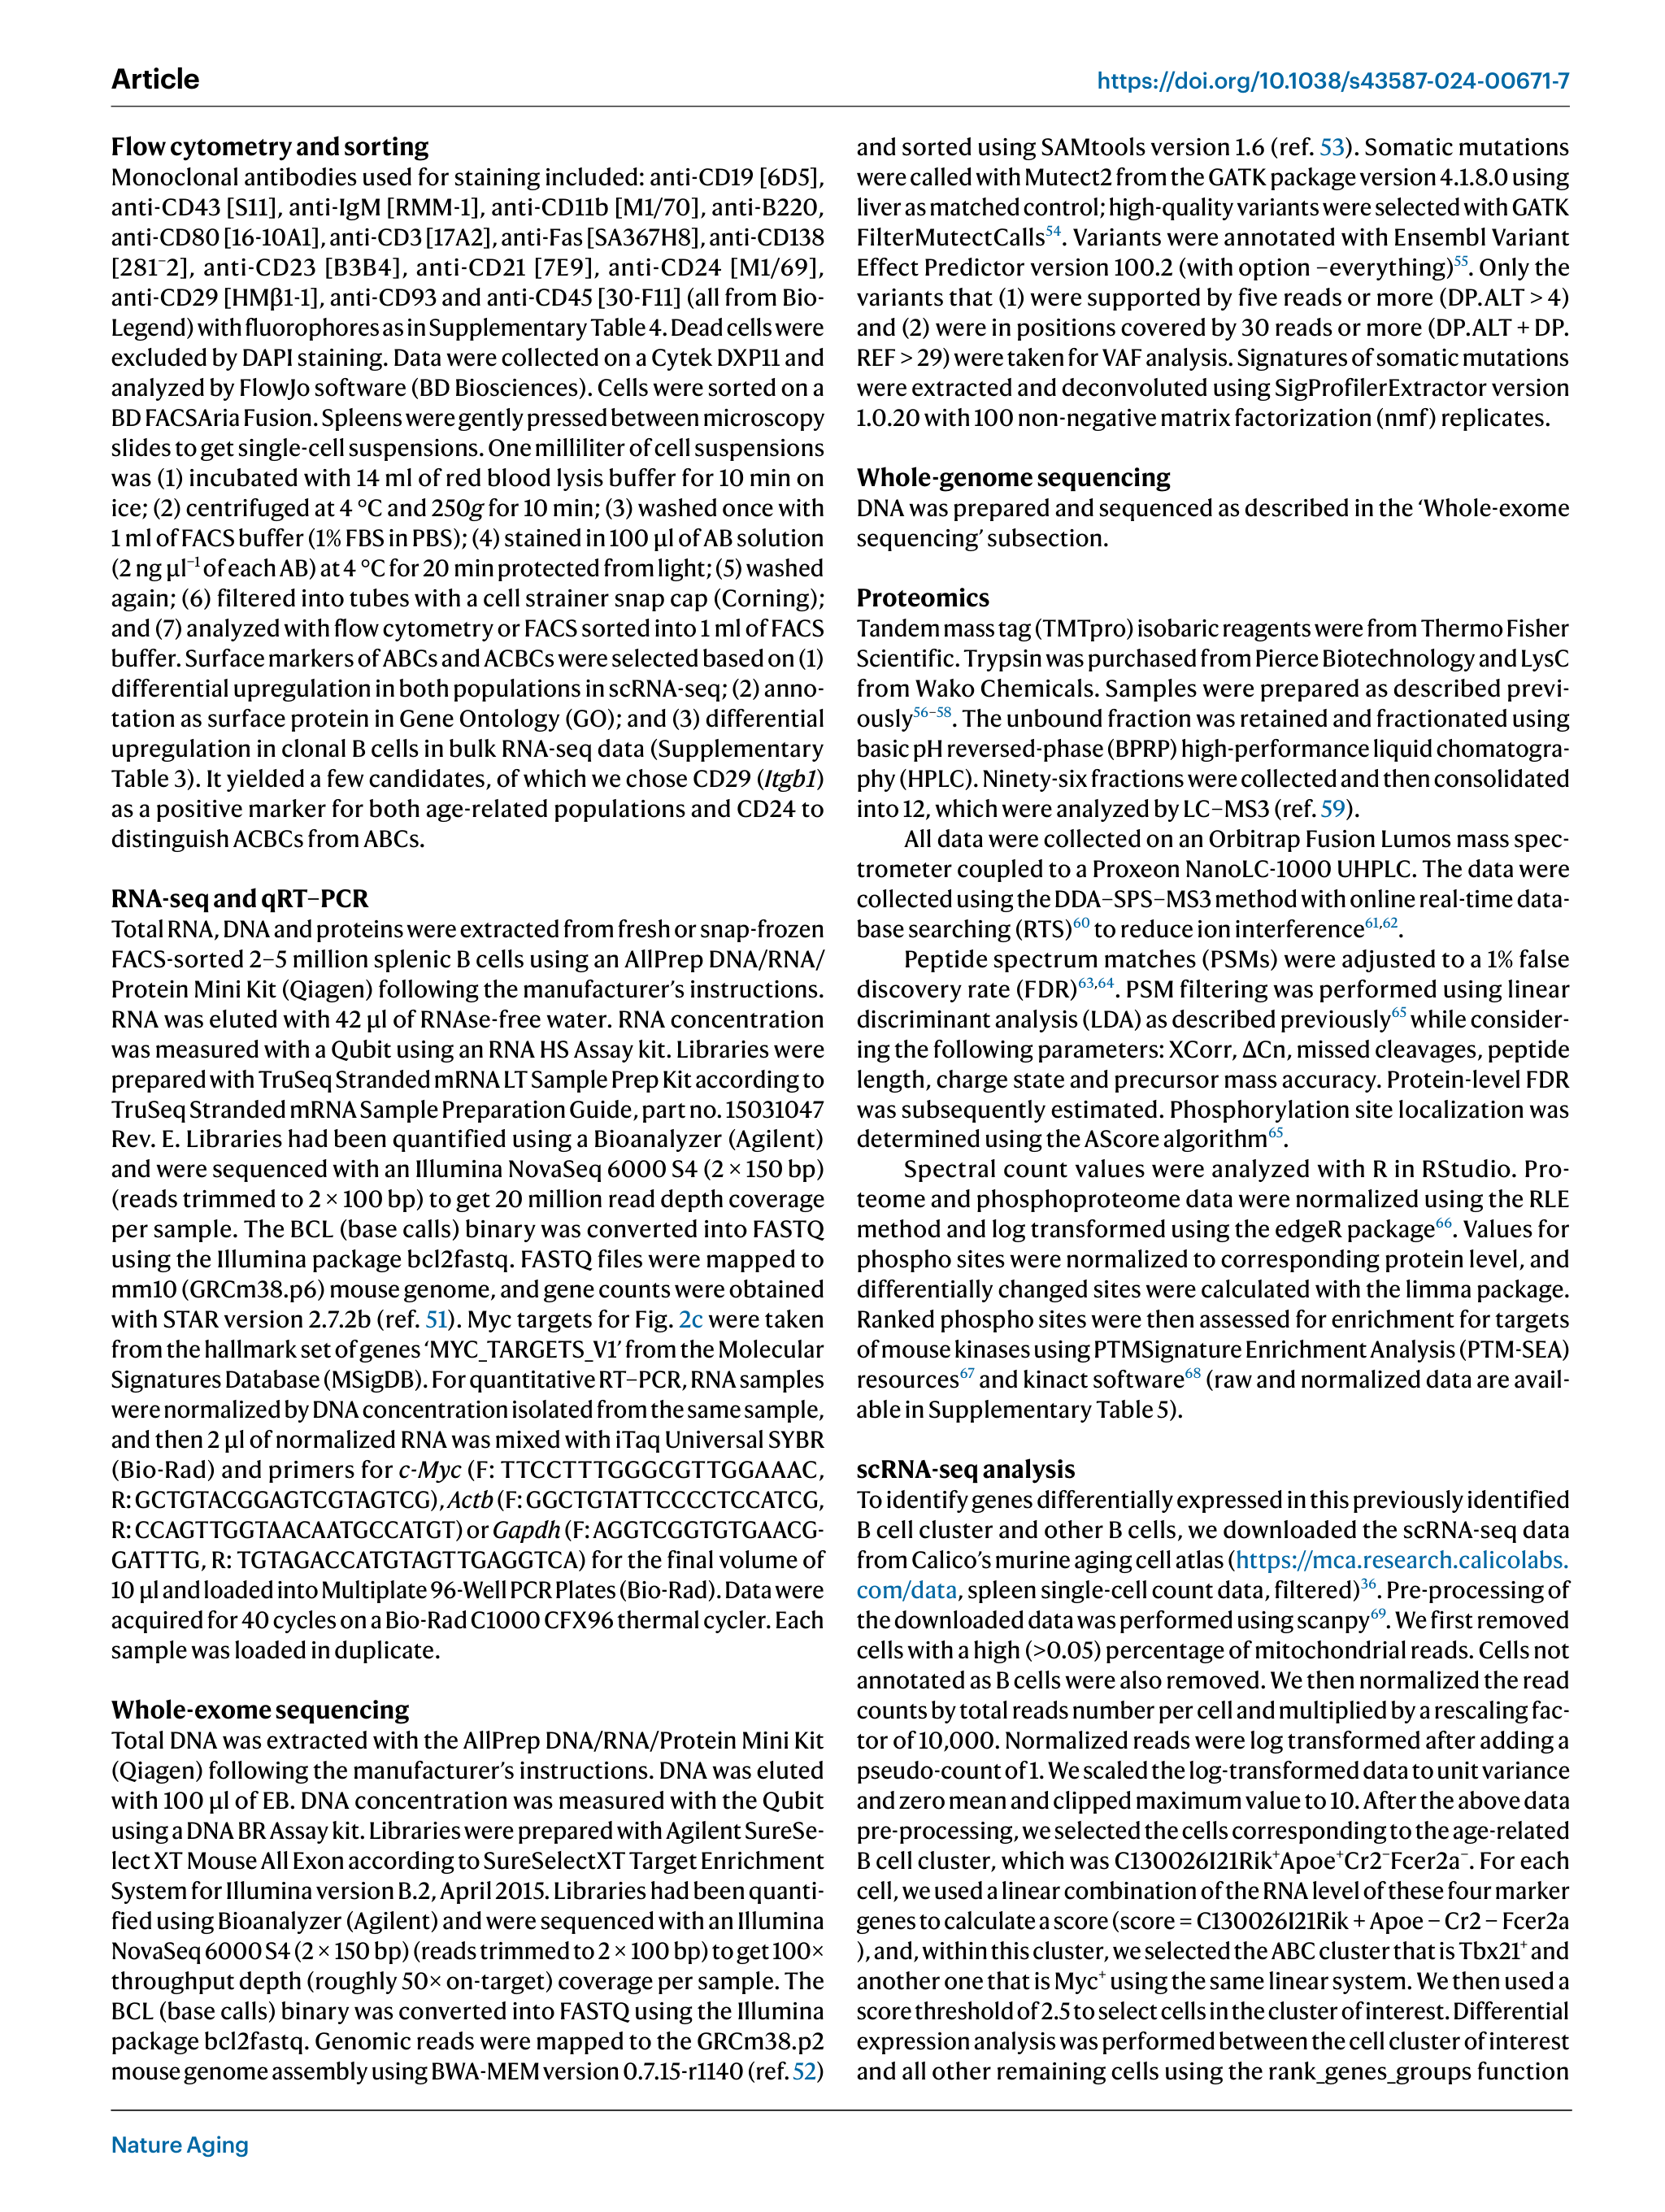 Article
https://doi.org/10.1038/s43587-024-00671-7
Flow cytometry and sorting
Monoclonal antibodies used for staining included: anti-CD19 [6D5],
anti-CD43 [S11], anti-IgM [RMM-1], anti-CD11b [M1/70], anti-B220,
anti-CD80 [16-10A1], anti-CD3 [17A2], anti-Fas [SA367H8], anti-CD138
[281⁻2], anti-CD23 [B3B4], anti-CD21 [7E9], anti-CD24 [M1/69],
anti-CD29 [HMβ1-1], anti-CD93 and anti-CD45 [30-F11] (all from Bio-
Legend) with fluorophores as in Supplementary Table 4. Dead cells were
excluded by DAPI staining. Data were collected on a Cytek DXP11 and
analyzed by FlowJo software (BD Biosciences). Cells were sorted on a
BD FACSAria Fusion. Spleens were gently pressed between microscopy
slides to get single-cell suspensions. One milliliter of cell suspensions
was (1) incubated with 14 ml of red blood lysis buffer for 10 min on
ice; (2) centrifuged at 4 °C and 250g for 10 min; (3) washed once with
1 ml of FACS buffer (1% FBS in PBS); (4) stained in 100 µl of AB solution
(2 ng µl⁻¹ of each AB) at 4 °C for 20 min protected from light; (5) washed
again; (6) filtered into tubes with a cell strainer snap cap (Corning);
and (7) analyzed with flow cytometry or FACS sorted into 1 ml of FACS
buffer. Surface markers of ABCs and ACBCs were selected based on (1)
differential upregulation in both populations in scRNA-seq; (2) anno-
tation as surface protein in Gene Ontology (GO); and (3) differential
upregulation in clonal B cells in bulk RNA-seq data (Supplementary
Table 3). It yielded a few candidates, of which we chose CD29 (Itgb1)
as a positive marker for both age-related populations and CD24 to
distinguish ACBCs from ABCs.
RNA-seq and qRT–PCR
Total RNA, DNA and proteins were extracted from fresh or snap-frozen
FACS-sorted 2–5 million splenic B cells using an AllPrep DNA/RNA/
Protein Mini Kit (Qiagen) following the manufacturer’s instructions.
RNA was eluted with 42 µl of RNAse-free water. RNA concentration
was measured with a Qubit using an RNA HS Assay kit. Libraries were
prepared with TruSeq Stranded mRNA LT Sample Prep Kit according to
TruSeq Stranded mRNA Sample Preparation Guide, part no. 15031047
Rev. E. Libraries had been quantified using a Bioanalyzer (Agilent)
and were sequenced with an Illumina NovaSeq 6000 S4 (2 × 150 bp)
(reads trimmed to 2 × 100 bp) to get 20 million read depth coverage
per sample. The BCL (base calls) binary was converted into FASTQ
using the Illumina package bcl2fastq. FASTQ files were mapped to
mm10 (GRCm38.p6) mouse genome, and gene counts were obtained
with STAR version 2.7.2b (ref. 51). Myc targets for Fig. 2c were taken
from the hallmark set of genes ‘MYC_TARGETS_V1’ from the Molecular
Signatures Database (MSigDB). For quantitative RT–PCR, RNA samples
were normalized by DNA concentration isolated from the same sample,
and then 2 µl of normalized RNA was mixed with iTaq Universal SYBR
(Bio-Rad) and primers for c-Myc (F: TTCCTTTGGGCGTTGGAAAC,
R: GCTGTACGGAGTCGTAGTCG), Actb (F: GGCTGTATTCCCCTCCATCG,
R: CCAGTTGGTAACAATGCCATGT) or Gapdh (F: AGGTCGGTGTGAACG-
GATTTG, R: TGTAGACCATGTAGTTGAGGTCA) for the final volume of
10 µl and loaded into Multiplate 96-Well PCR Plates (Bio-Rad). Data were
acquired for 40 cycles on a Bio-Rad C1000 CFX96 thermal cycler. Each
sample was loaded in duplicate.
Whole-exome sequencing
Total DNA was extracted with the AllPrep DNA/RNA/Protein Mini Kit
(Qiagen) following the manufacturer’s instructions. DNA was eluted
with 100 µl of EB. DNA concentration was measured with the Qubit
using a DNA BR Assay kit. Libraries were prepared with Agilent SureSe-
lect XT Mouse All Exon according to SureSelectXT Target Enrichment
System for Illumina version B.2, April 2015. Libraries had been quanti-
fied using Bioanalyzer (Agilent) and were sequenced with an Illumina
NovaSeq 6000 S4 (2 × 150 bp) (reads trimmed to 2 × 100 bp) to get 100×
throughput depth (roughly 50× on-target) coverage per sample. The
BCL (base calls) binary was converted into FASTQ using the Illumina
package bcl2fastq. Genomic reads were mapped to the GRCm38.p2
mouse genome assembly using BWA-MEM version 0.7.15-r1140 (ref. 52)
and sorted using SAMtools version 1.6 (ref. 53). Somatic mutations
were called with Mutect2 from the GATK package version 4.1.8.0 using
liver as matched control; high-quality variants were selected with GATK
FilterMutectCalls⁵⁴. Variants were annotated with Ensembl Variant
Effect Predictor version 100.2 (with option –everything)⁵⁵. Only the
variants that (1) were supported by five reads or more (DP.ALT > 4)
and (2) were in positions covered by 30 reads or more (DP.ALT + DP.
REF > 29) were taken for VAF analysis. Signatures of somatic mutations
were extracted and deconvoluted using SigProfilerExtractor version
1.0.20 with 100 non-negative matrix factorization (nmf) replicates.
Whole-genome sequencing
DNA was prepared and sequenced as described in the ‘Whole-exome
sequencing’ subsection.
Proteomics
Tandem mass tag (TMTpro) isobaric reagents were from Thermo Fisher
Scientific. Trypsin was purchased from Pierce Biotechnology and LysC
from Wako Chemicals. Samples were prepared as described previ-
ously⁵⁶⁻⁵⁸. The unbound fraction was retained and fractionated using
basic pH reversed-phase (BPRP) high-performance liquid chomatogra-
phy (HPLC). Ninety-six fractions were collected and then consolidated
into 12, which were analyzed by LC–MS3 (ref. 59).
All data were collected on an Orbitrap Fusion Lumos mass spec-
trometer coupled to a Proxeon NanoLC-1000 UHPLC. The data were
collected using the DDA–SPS–MS3 method with online real-time data-
base searching (RTS)⁶⁰ to reduce ion interference⁶¹,⁶².
Peptide spectrum matches (PSMs) were adjusted to a 1% false
discovery rate (FDR)⁶³,⁶⁴. PSM filtering was performed using linear
discriminant analysis (LDA) as described previously⁶⁵ while consider-
ing the following parameters: XCorr, ΔCn, missed cleavages, peptide
length, charge state and precursor mass accuracy. Protein-level FDR
was subsequently estimated. Phosphorylation site localization was
determined using the AScore algorithm⁶⁵.
Spectral count values were analyzed with R in RStudio. Pro-
teome and phosphoproteome data were normalized using the RLE
method and log transformed using the edgeR package⁶⁶. Values for
phospho sites were normalized to corresponding protein level, and
differentially changed sites were calculated with the limma package.
Ranked phospho sites were then assessed for enrichment for targets
of mouse kinases using PTMSignature Enrichment Analysis (PTM-SEA)
resources⁶⁷ and kinact software⁶⁸ (raw and normalized data are avail-
able in Supplementary Table 5).
scRNA-seq analysis
To identify genes differentially expressed in this previously identified
B cell cluster and other B cells, we downloaded the scRNA-seq data
from Calico’s murine aging cell atlas (https://mca.research.calicolabs.
com/data, spleen single-cell count data, filtered)³⁶. Pre-processing of
the downloaded data was performed using scanpy⁶⁹. We first removed
cells with a high (>0.05) percentage of mitochondrial reads. Cells not
annotated as B cells were also removed. We then normalized the read
counts by total reads number per cell and multiplied by a rescaling fac-
tor of 10,000. Normalized reads were log transformed after adding a
pseudo-count of 1. We scaled the log-transformed data to unit variance
and zero mean and clipped maximum value to 10. After the above data
pre-processing, we selected the cells corresponding to the age-related
B cell cluster, which was C130026I21Rik⁺Apoe⁺Cr2⁻Fcer2a⁻. For each
cell, we used a linear combination of the RNA level of these four marker
genes to calculate a score (score = C130026I21Rik + Apoe − Cr2 − Fcer2a
), and, within this cluster, we selected the ABC cluster that is Tbx21⁺ and
another one that is Myc⁺ using the same linear system. We then used a
score threshold of 2.5 to select cells in the cluster of interest. Differential
expression analysis was performed between the cell cluster of interest
and all other remaining cells using the rank_genes_groups function
Nature Aging